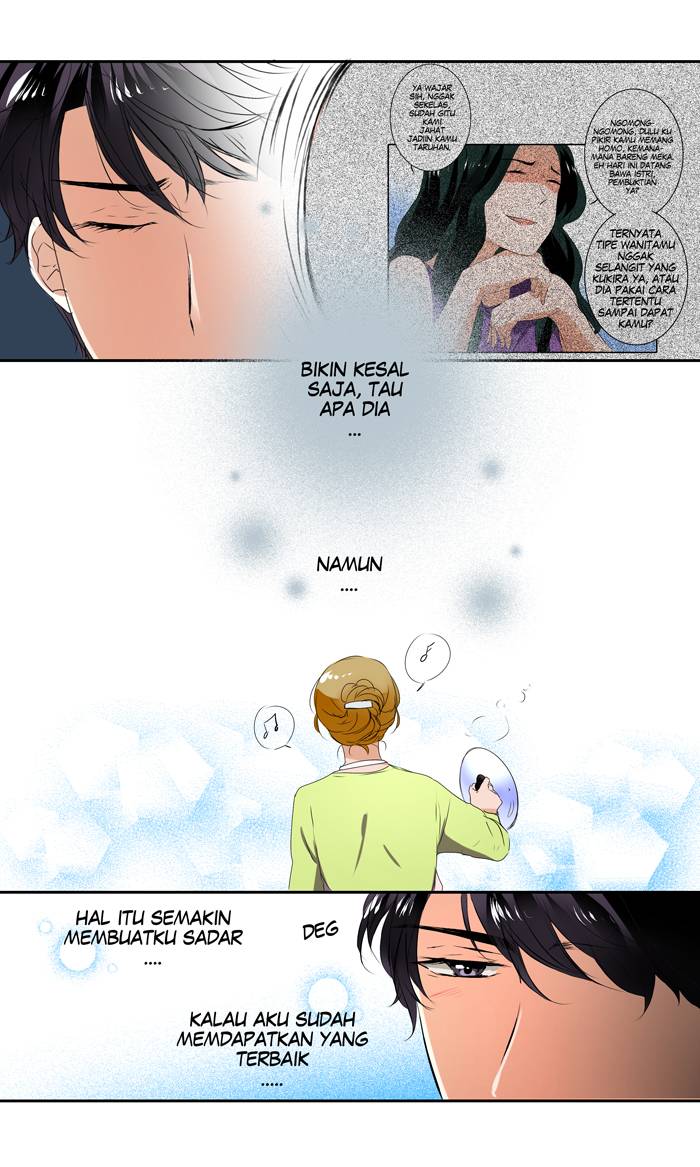 YA WAJAR
SIH, NGGAK
SEKELAS,
SUDAH GITU
KAMI
JAHAT
JADIIN KAMU
TARUHAN.
NGOMONG-
NGOMONG, DULU KU
PIKIR KAMU MEMANG
HOMO, KEMANA-
MANA BARENG MEKA.
EH HARI INI DATANG
BAWA ISTRI,
PEMBUKTIAN
YA?
TERNYATA
TIPE WANITAMU
NGGAK
SELANGIT YANG
KUKIRA YA, ATAU
DIA PAKAI CARA
TERTENTU
SAMPAI DAPAT
KAMU?
BIKIN KESAL
SAJA, TAU
APA DIA
...
NAMUN
....
HAL ITU SEMAKIN
MEMBUATKU SADAR
....
DEG
KALAU AKU SUDAH
MEMDAPATKAN YANG
TERBAIK
.....